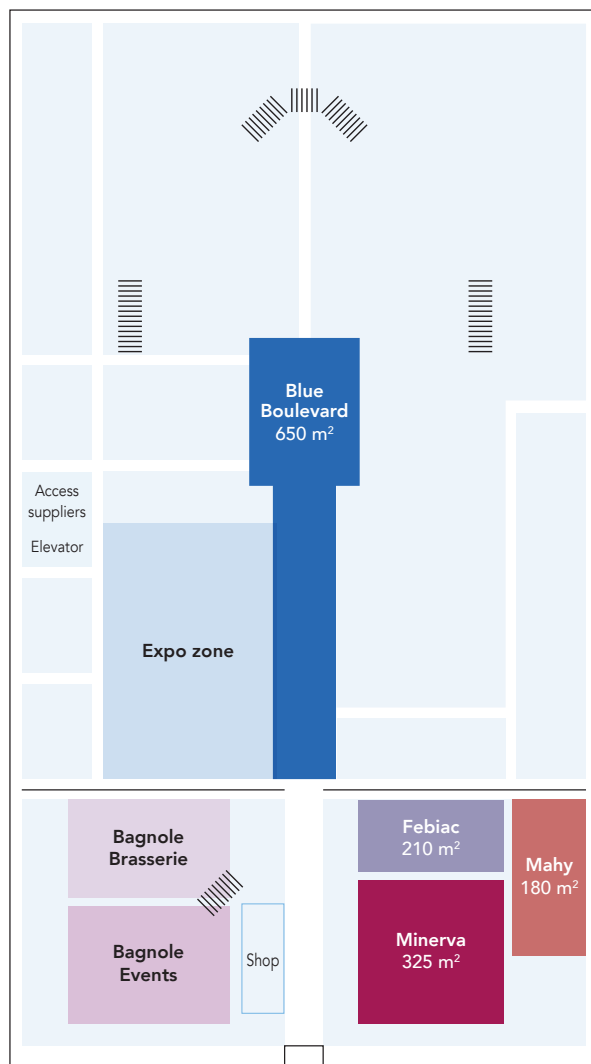 Blue
Boulevard
650 m²
Access
suppliers
Elevator
Expo zone
Bagnole
Brasserie
Febiac
210 m²
Mahy
180 m²
Bagnole
Events
Shop
Minerva
325 m²